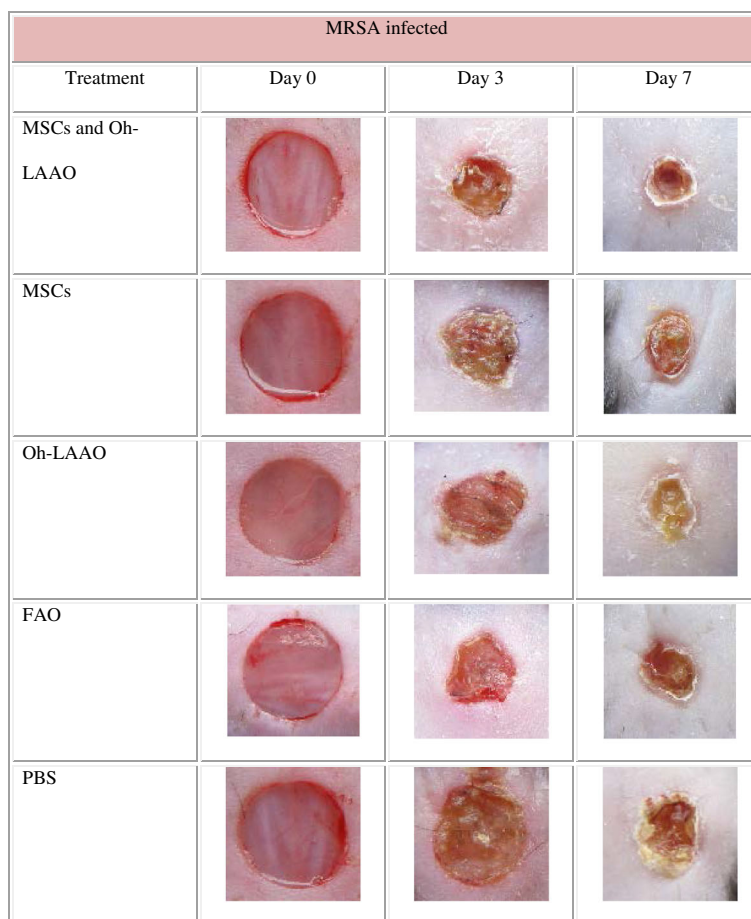 MRSA infected
Treatment Day 0 Day 3 Day 7
MSCs and Oh-
LAAO
MSCs
Oh-LAAO
FAO
PBS